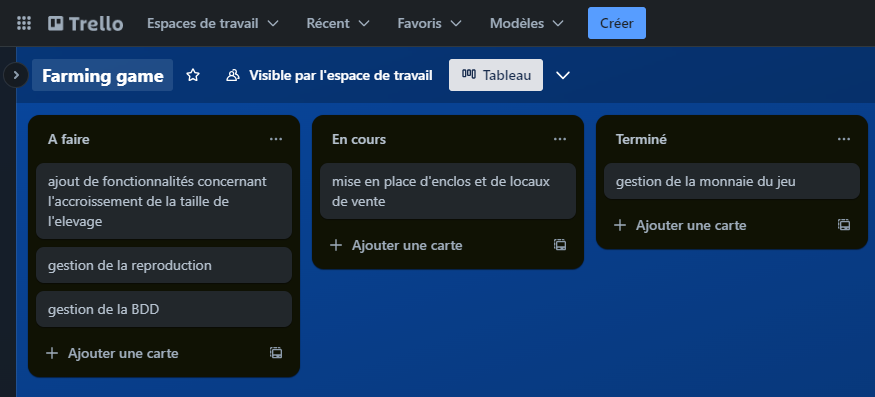 Trello Espaces de travail Récent Favoris Modèles Créer
Farming game Visible par l'espace de travail Tableau
A faire
ajout de fonctionnalités concernant
l'accroissement de la taille de
l'elevage
gestion de la reproduction
gestion de la BDD
Ajouter une carte
En cours
mise en place d'enclos et de locaux
de vente
Ajouter une carte
Terminé
gestion de la monnaie du jeu
Ajouter une carte